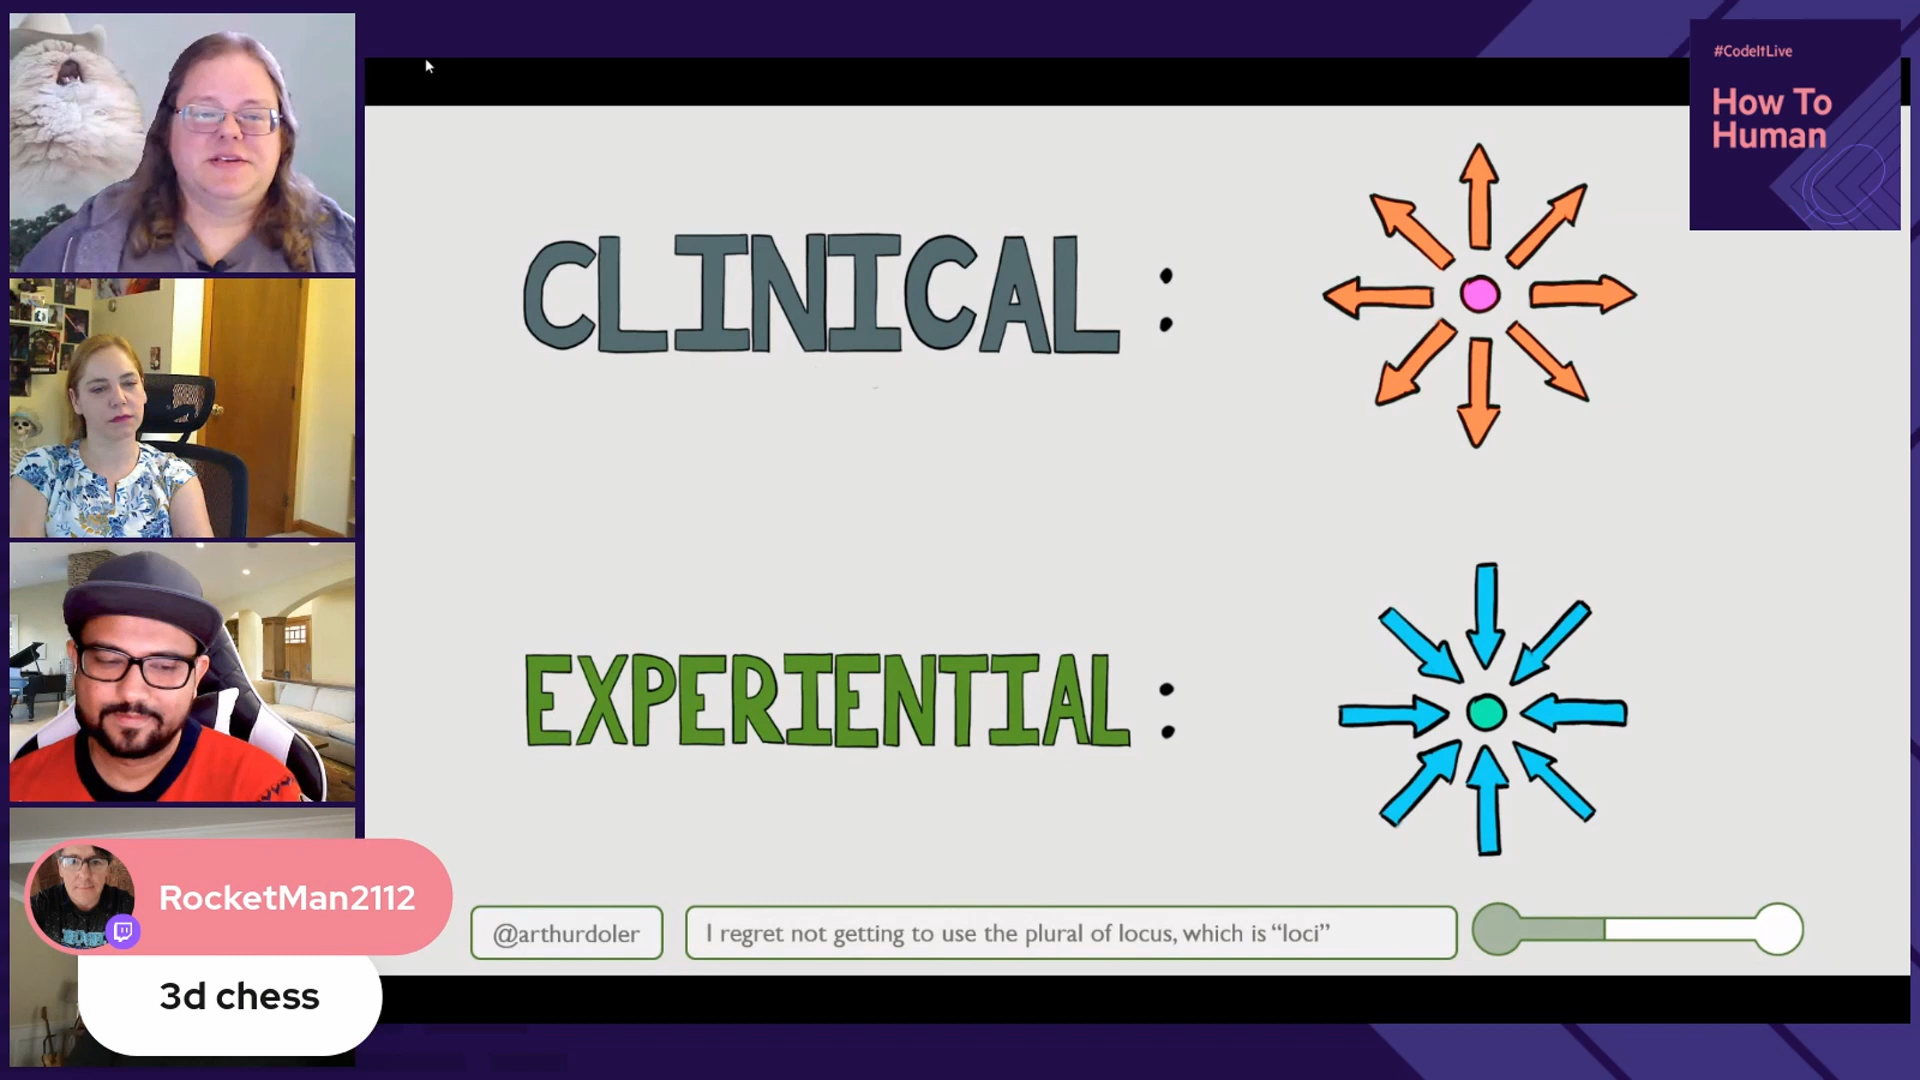 #CodeItLive
How To
Human
CLINICAL :
EXPERIENTIAL :
@arthurdoler
I regret not getting to use the plural of locus, which is “loci”
RocketMan2112
3d chess